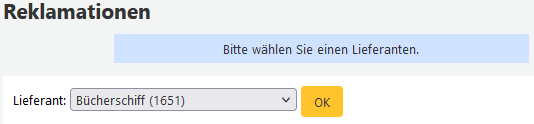 Reklamationen
Bitte wählen Sie einen Lieferanten.
Lieferant: Bücherschiff (1651) OK